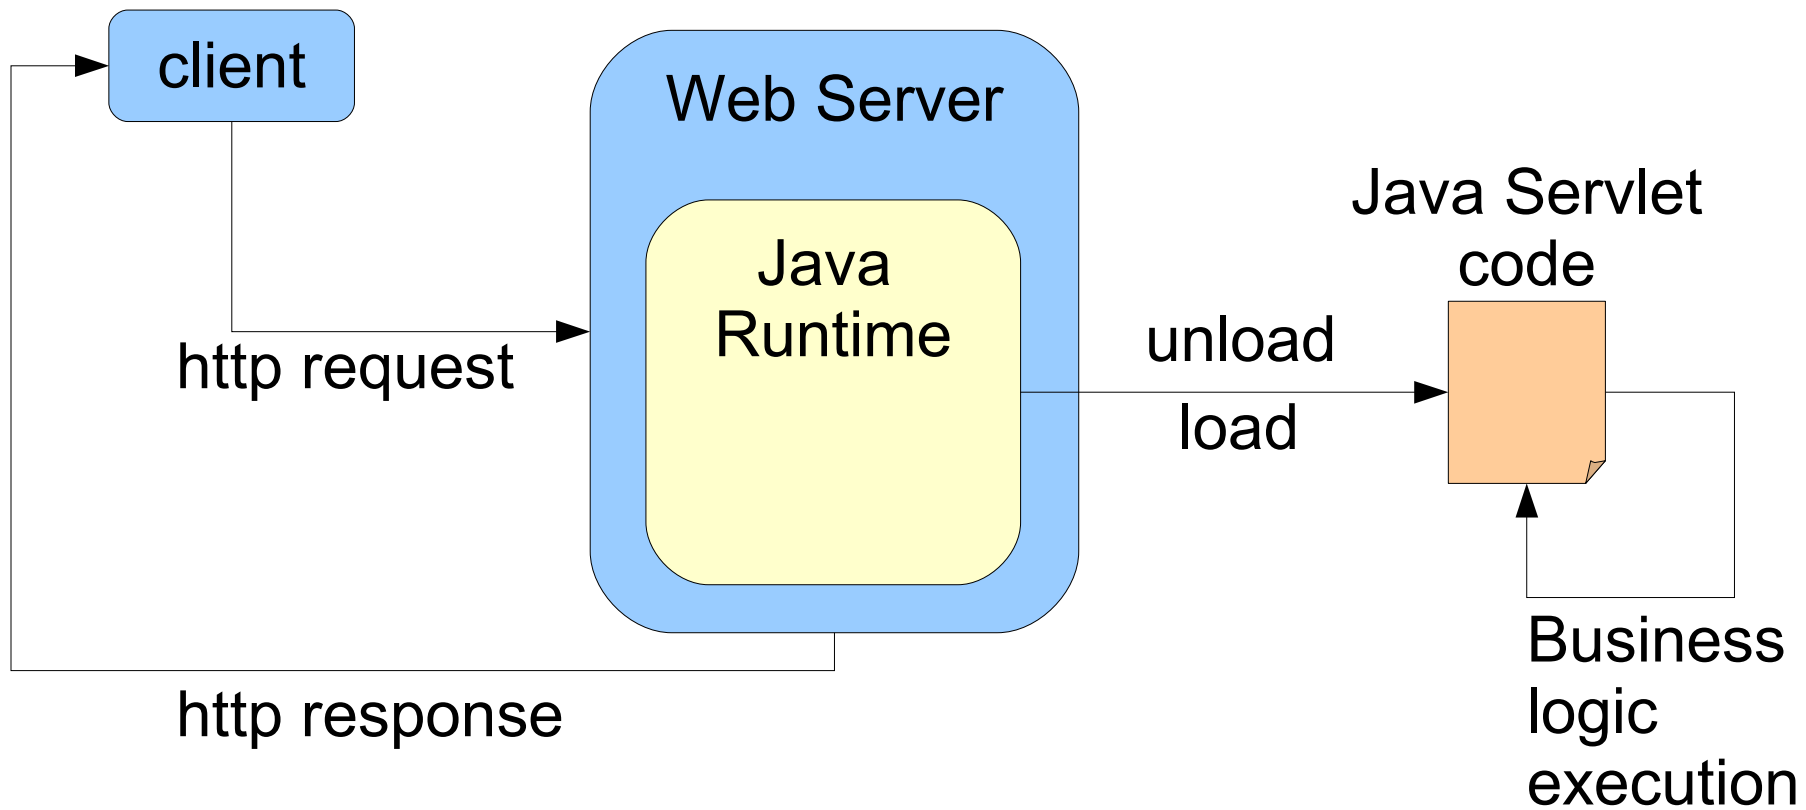 client
Web Server
Java
Runtime
http request
unload
load
Java Servlet
code
Business
logic
execution
http response